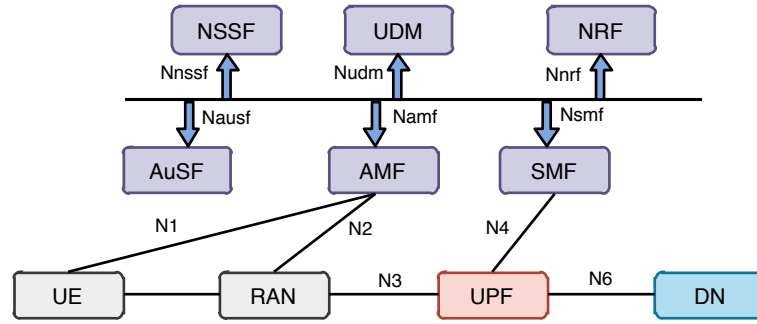 NSSF
UDM
NRF
Nnssf
Nudm
Nnrf
Nausf
Namf
Nsmf
AuSF
AMF
SMF
N1
N2
N4
UE
RAN
N3
UPF
N6
DN